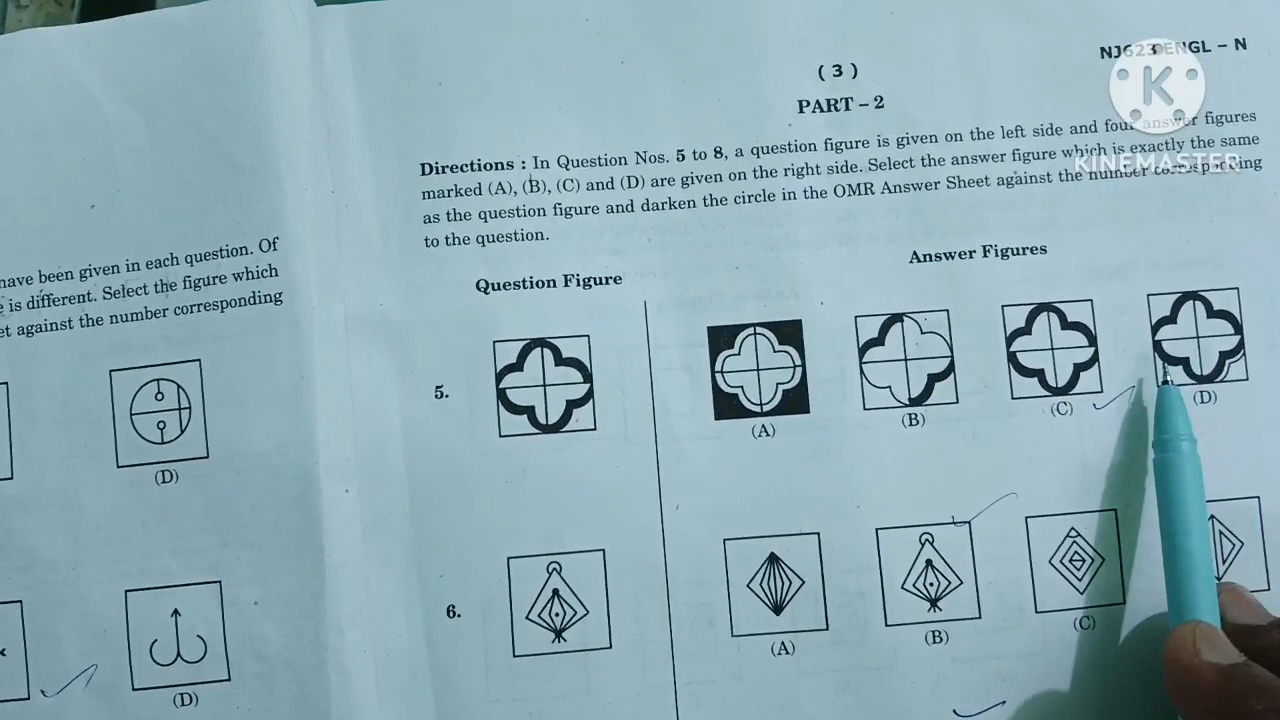 NJ623 ENGL – N
K
KINEMASTER
( 3 )
PART – 2
Directions : In Question Nos. 5 to 8, a question figure is given on the left side and four answer figures
marked (A), (B), (C) and (D) are given on the right side. Select the answer figure which is exactly the same
as the question figure and darken the circle in the OMR Answer Sheet against the number corresponding
to the question.
have been given in each question. Of
is different. Select the figure which
against the number corresponding
(D)
(D)
Question Figure
Answer Figures
5.
(A)
(B)
(C)
(D)
6.
(A)
(B)
(C)